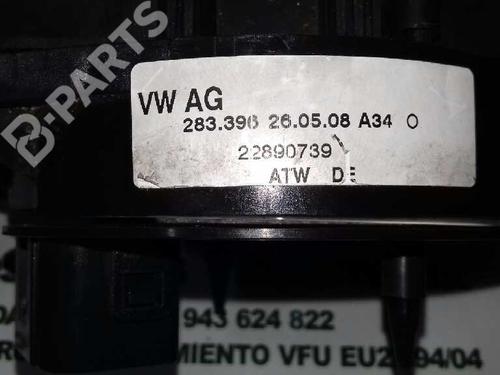 B-PARTS
VW AG
283.396 26.05.08 A34 O
22890739
ATW DE
943 624 822
MIENTO VFU EU2 94/04